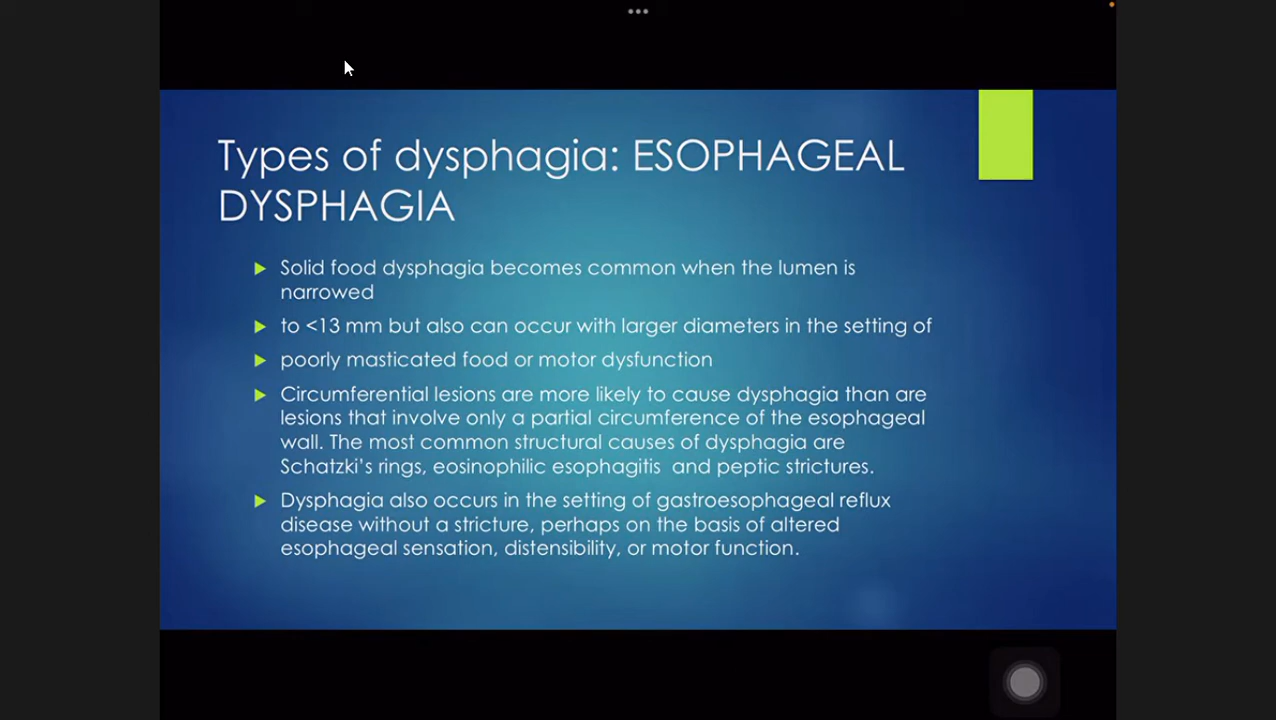 Types of dysphagia: ESOPHAGEAL
DYSPHAGIA
Solid food dysphagia becomes common when the lumen is
narrowed
to <13 mm but also can occur with larger diameters in the setting of
poorly masticated food or motor dysfunction
Circumferential lesions are more likely to cause dysphagia than are
lesions that involve only a partial circumference of the esophageal
wall. The most common structural causes of dysphagia are
Schatzki's rings, eosinophilic esophagitis  and peptic strictures.
Dysphagia also occurs in the setting of gastroesophageal reflux
disease without a stricture, perhaps on the basis of altered
esophageal sensation, distensibility, or motor function.